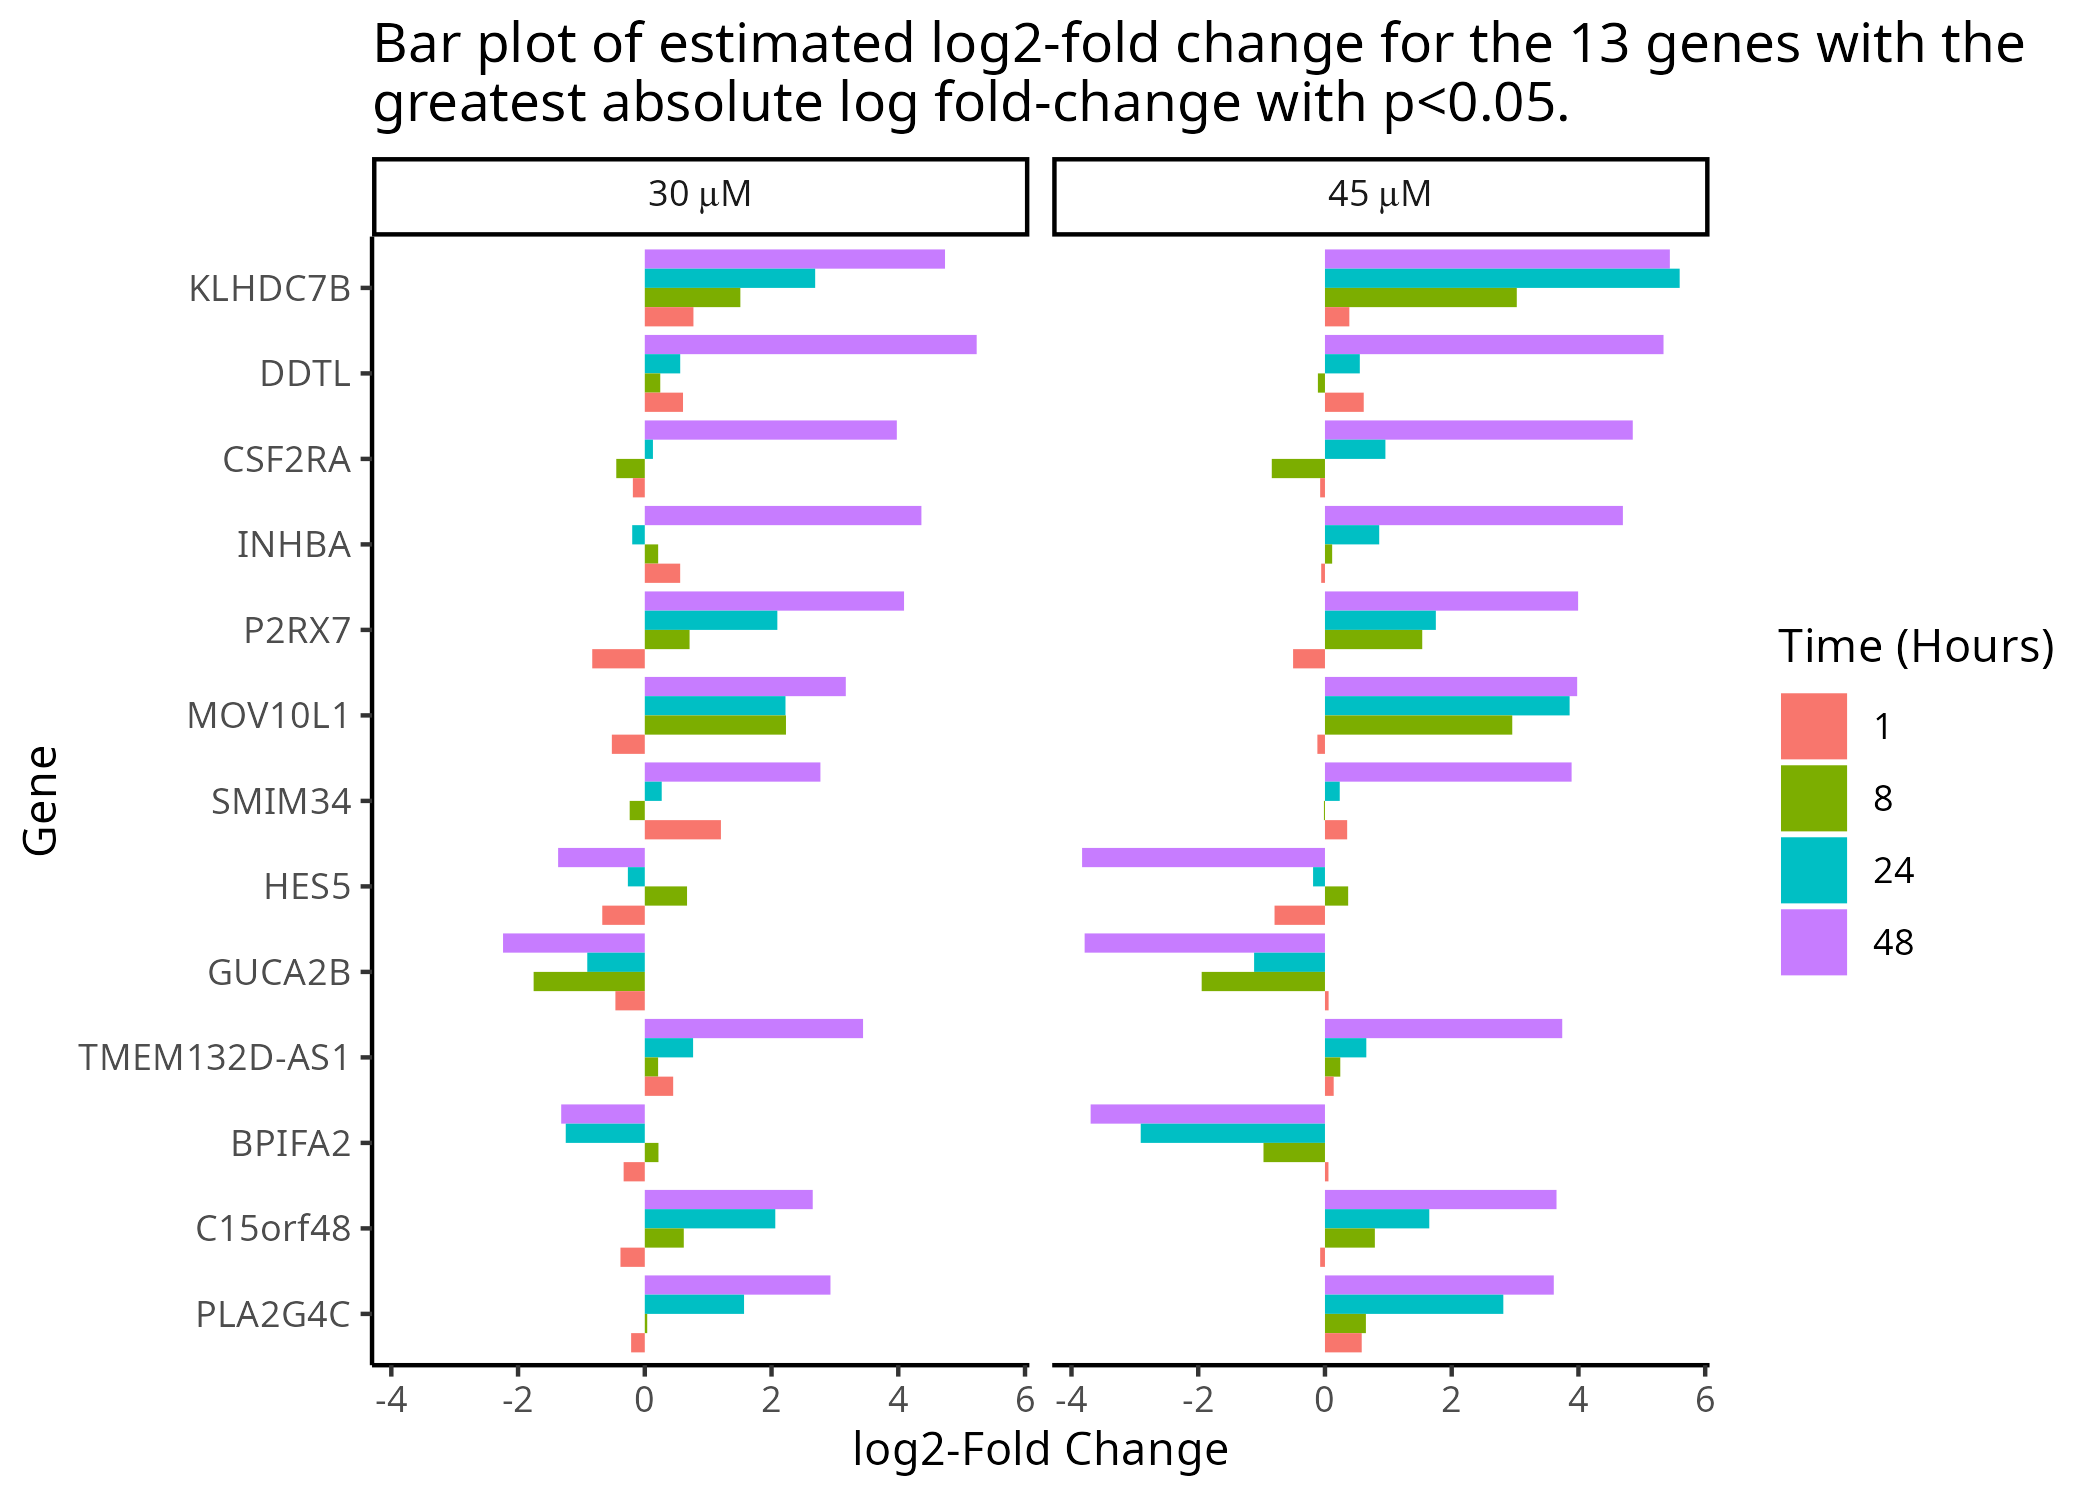 Bar plot of estimated log2-fold change for the 13 genes with the
greatest absolute log fold-change with p<0.05.
30 μM
45 μM
KLHDC7B
DDTL
CSF2RA
INHBA
P2RX7
MOV10L1
SMIM34
HES5
GUCA2B
TMEM132D-AS1
BPIFA2
C15orf48
PLA2G4C
Gene
-4 -2 0 2 4 6
-4 -2 0 2 4 6
log2-Fold Change
Time (Hours)
1
8
24
48